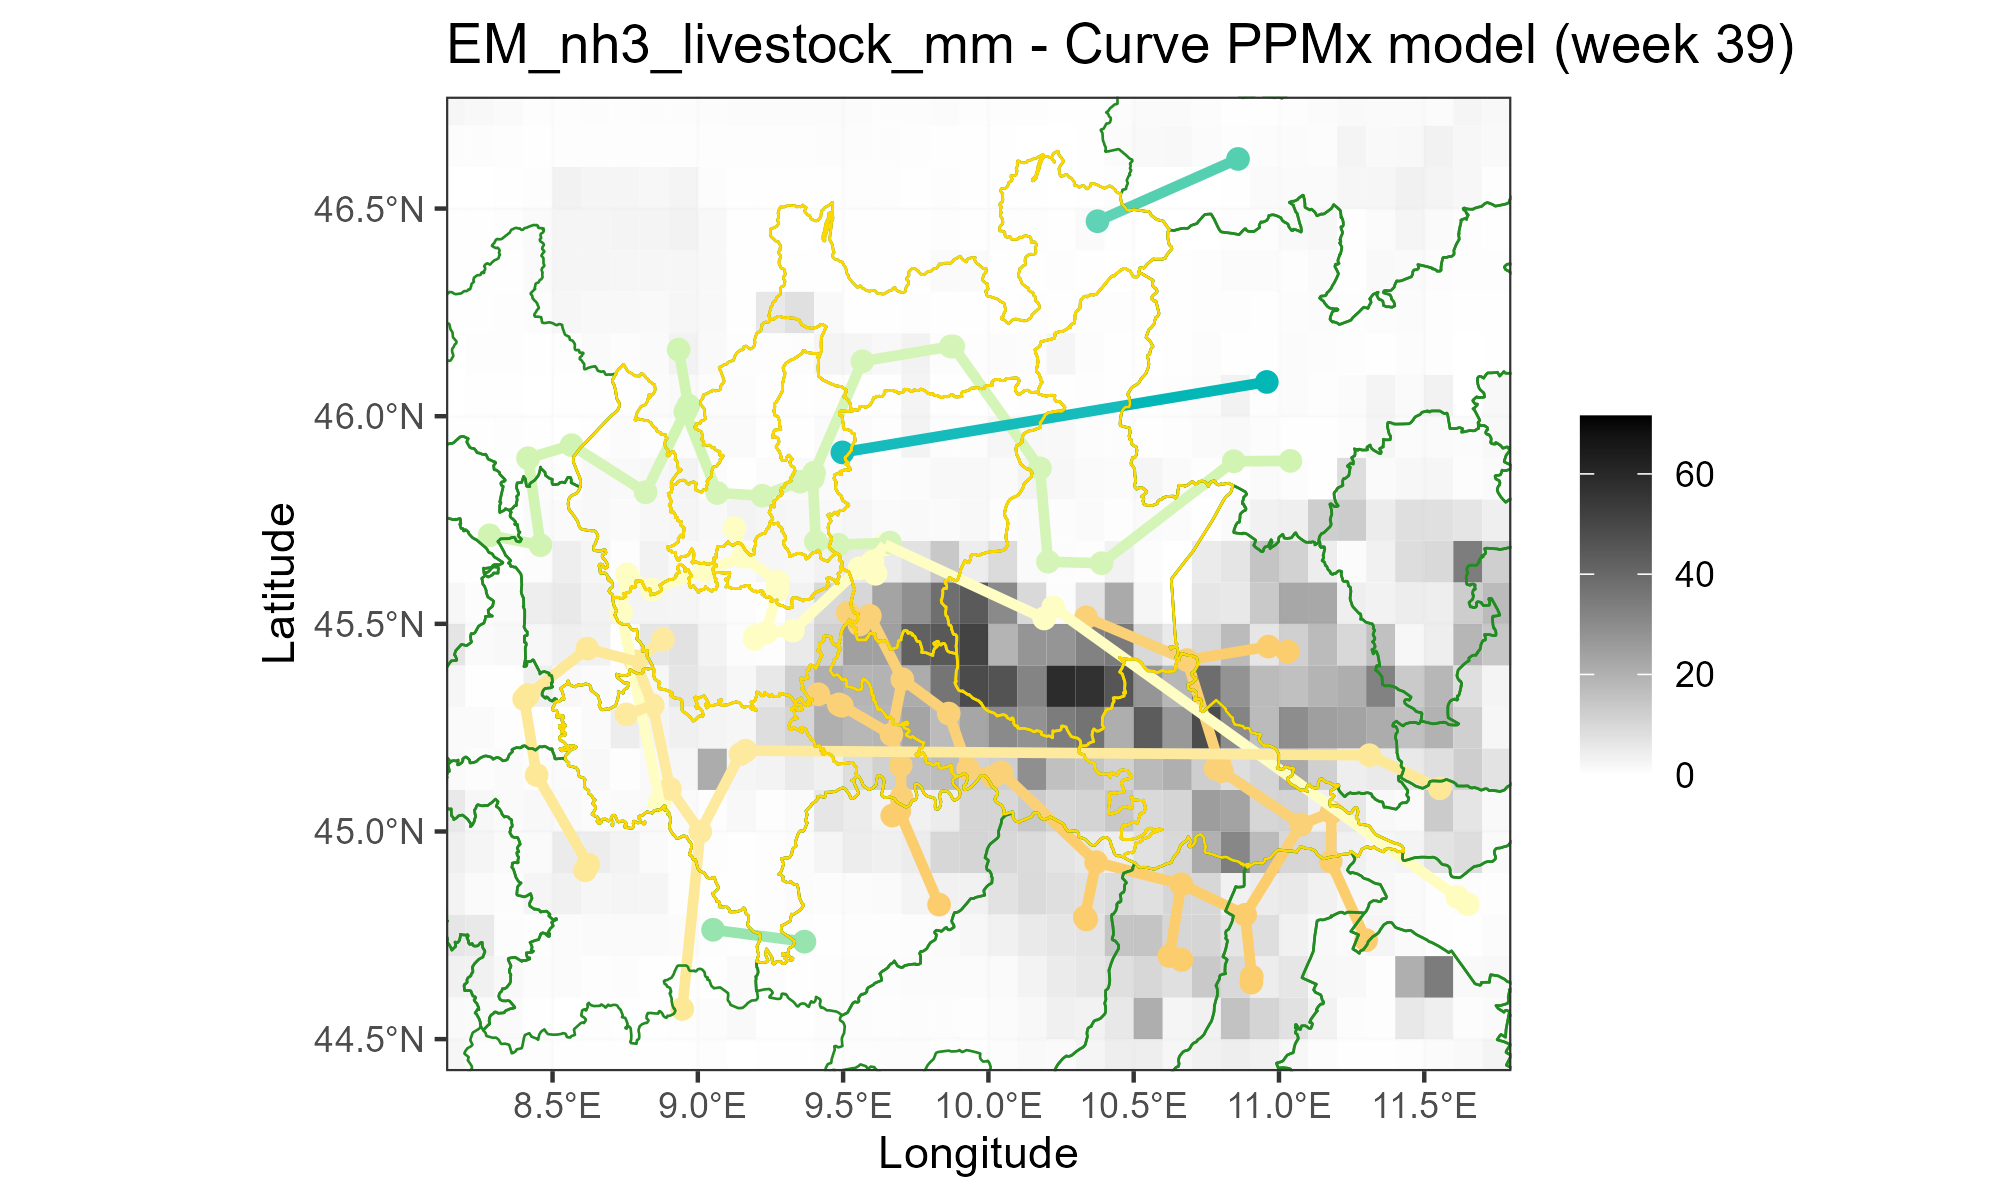 EM_nh3_livestock_mm - Curve PPMx model (week 39)
46.5°N
46.0°N
45.5°N
45.0°N
44.5°N
Latitude
8.5°E 9.0°E 9.5°E 10.0°E 10.5°E 11.0°E 11.5°E
Longitude
60
40
20
0